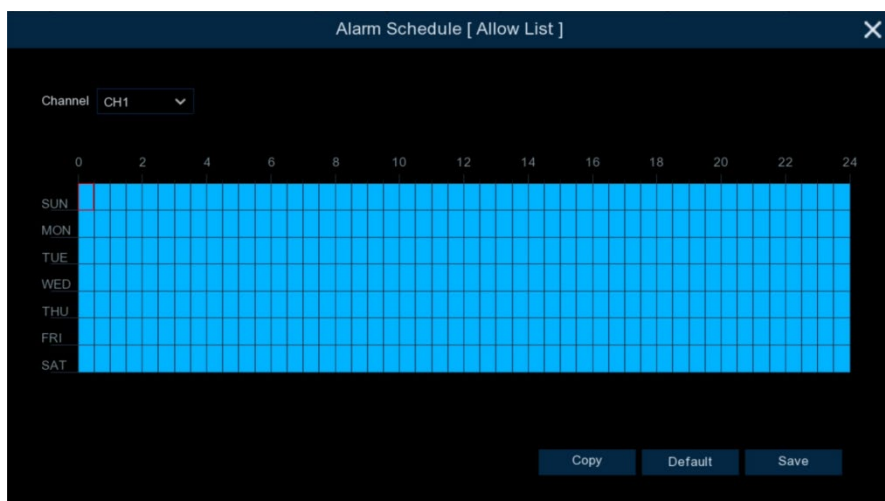 Alarm Schedule [ Allow List ]
Channel CH1
0 2 4 6 8 10 12 14 16 18 20 22 24
SUN
MON
TUE
WED
THU
FRI
SAT
Copy Default Save